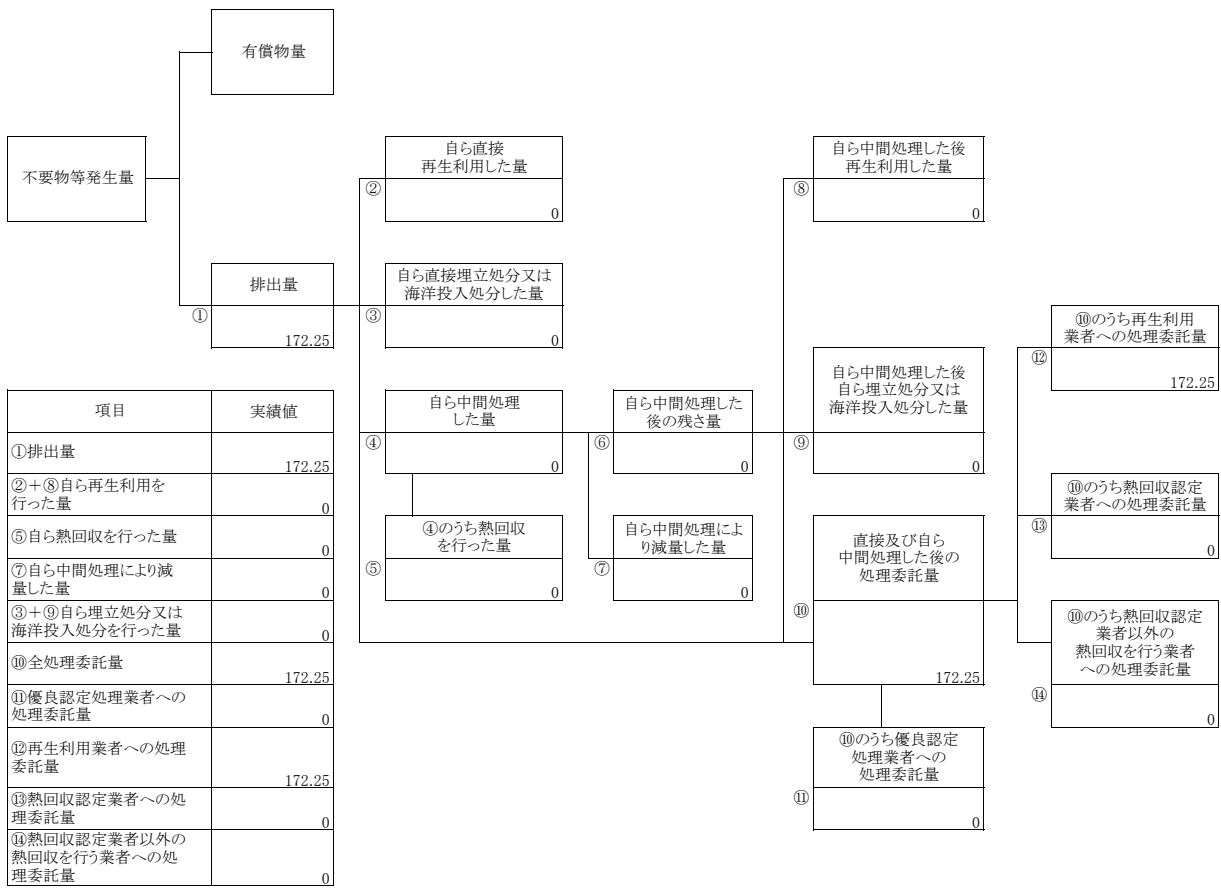 有償物量
不要物等発生量
自ら直接
再生利用した量
②
0
自ら中間処理した後
再生利用した量
⑧
0
排出量
①
172.25
自ら直接埋立処分又は
海洋投入処分した量
③
0
⑩のうち再生利用
業者への処理委託量
⑫
172.25
自ら中間処理
した量
④
0
自ら中間処理した
後の残さ量
⑥
0
自ら中間処理した後
自ら埋立処分又は
海洋投入処分した量
⑨
0
⑩のうち熱回収認定
業者への処理委託量
⑬
0
④のうち熱回収
を行った量
⑤
0
自ら中間処理によ
り減量した量
⑦
0
直接及び自ら
中間処理した後の
処理委託量
⑩
172.25
⑩のうち熱回収認定
業者以外の
熱回収を行う業者
への処理委託量
⑭
0
⑩のうち優良認定
処理業者への
処理委託量
⑪
0
項目 実績値
①排出量
172.25
②＋⑧自ら再生利用を
行った量
0
⑤自ら熱回収を行った量
0
⑦自ら中間処理により減
量した量
0
③＋⑨自ら埋立処分又は
海洋投入処分を行った量
0
⑩全処理委託量
172.25
⑪優良認定処理業者への
処理委託量
0
⑫再生利用業者への処理
委託量
172.25
⑬熱回収認定業者への処
理委託量
0
⑭熱回収認定業者以外の
熱回収を行う業者への処
理委託量
0